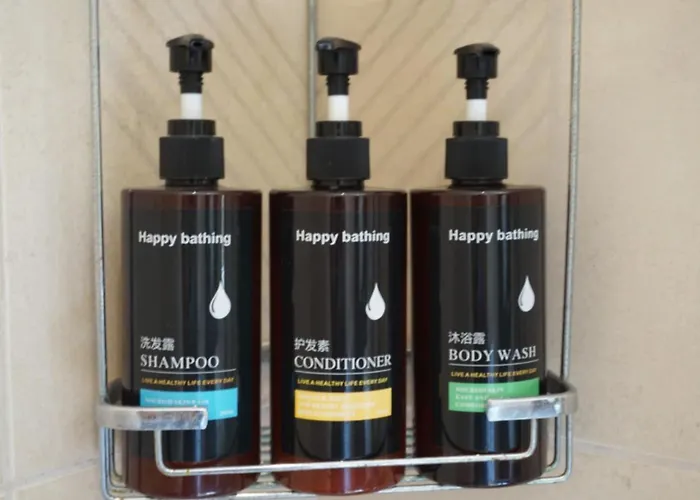 Happy bathing
洗发露
SHAMPOO
LIVE A HEALTHY LIFE EVERY DAY
Happy bathing
护发素
CONDITIONER
LIVE A HEALTHY LIFE EVERY DAY
Happy bathing
沐浴露
BODY WASH
LIVE A HEALTHY LIFE EVERY DAY